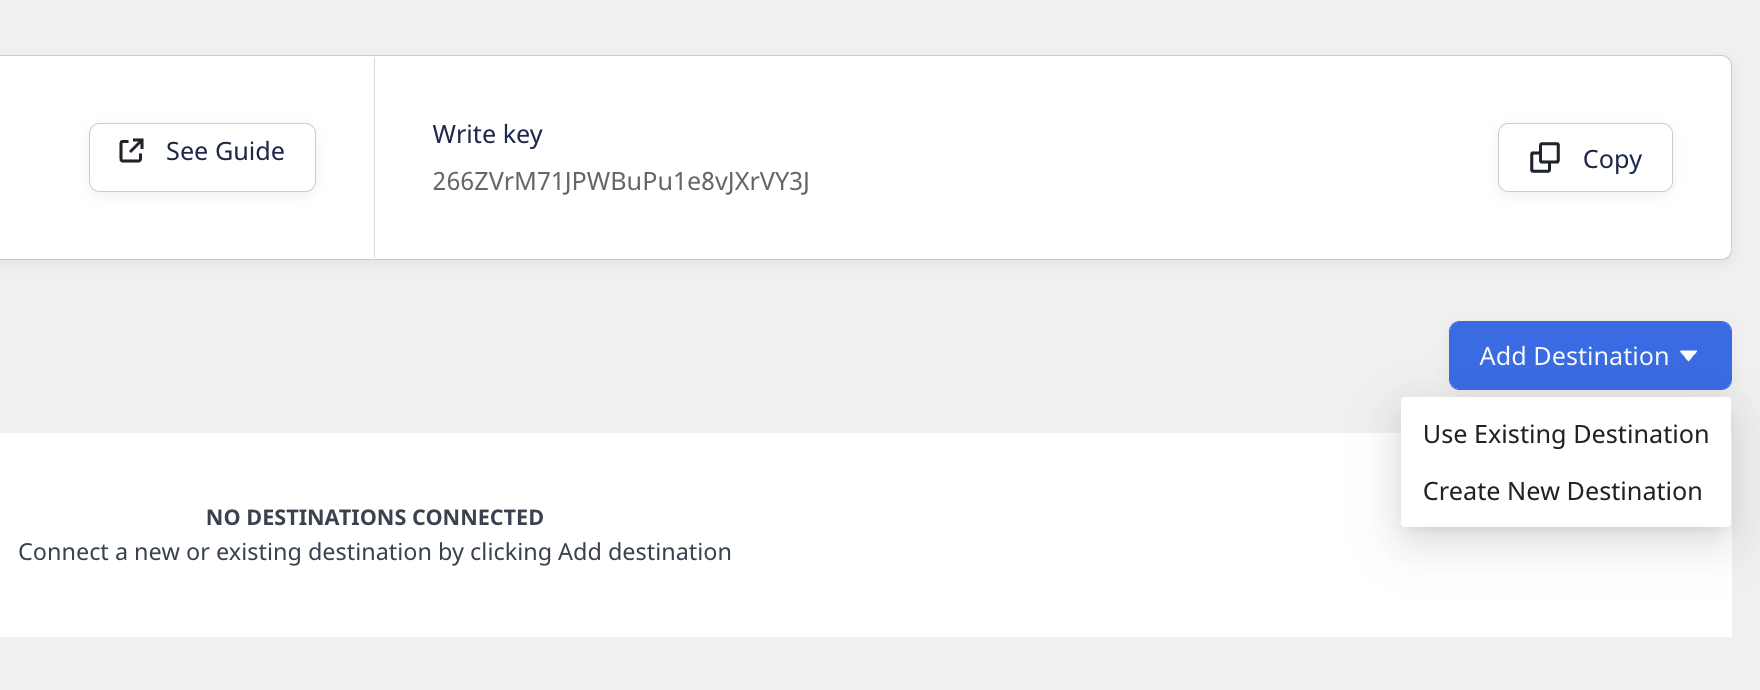 See Guide
Write key
266ZVrM71JPWBuPu1e8vJXrVY3J
Copy
Add Destination
Use Existing Destination
Create New Destination
NO DESTINATIONS CONNECTED
Connect a new or existing destination by clicking Add destination